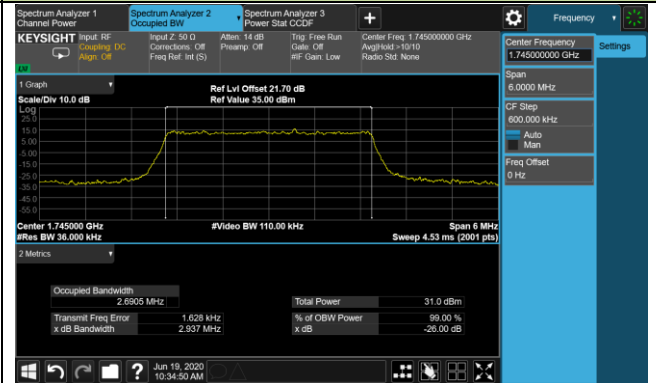 Spectrum Analyzer 1
Channel Power
Spectrum Analyzer 2
Occupied BW
Spectrum Analyzer 3
Power Stat CCDF
+
Frequency
KEYSIGHT
Input: RF
Coupling: DC
Align: Off
Input Z: 50 Ω
Corrections: Off
Freq Ref: Int (S)
Atten: 14 dB
Preamp: Off
Trig: Free Run
Gate: Off
#IF Gain: Low
Center Freq: 1.745000000 GHz
Avg|Hold:>10/10
Radio Std: None
Center Frequency
1.745000000 GHz
Settings
Span
6.0000 MHz
CF Step
600.000 kHz
Auto
Man
Freq Offset
0 Hz
1 Graph
Scale/Div 10.0 dB
Ref Lvl Offset 21.70 dB
Ref Value 35.00 dBm
Log
25.0
15.0
5.00
-5.00
-15.0
-25.0
-35.0
-45.0
-55.0
Center 1.745000 GHz
#Res BW 36.000 kHz
#Video BW 110.00 kHz
Span 6 MHz
Sweep 4.53 ms (2001 pts)
2 Metrics
Occupied Bandwidth
2.6905 MHz
Total Power 31.0 dBm
Transmit Freq Error 1.628 kHz
% of OBW Power 99.00 %
x dB Bandwidth 2.937 MHz
x dB -26.00 dB
?
Jun 19, 2020
10:34:50 AM